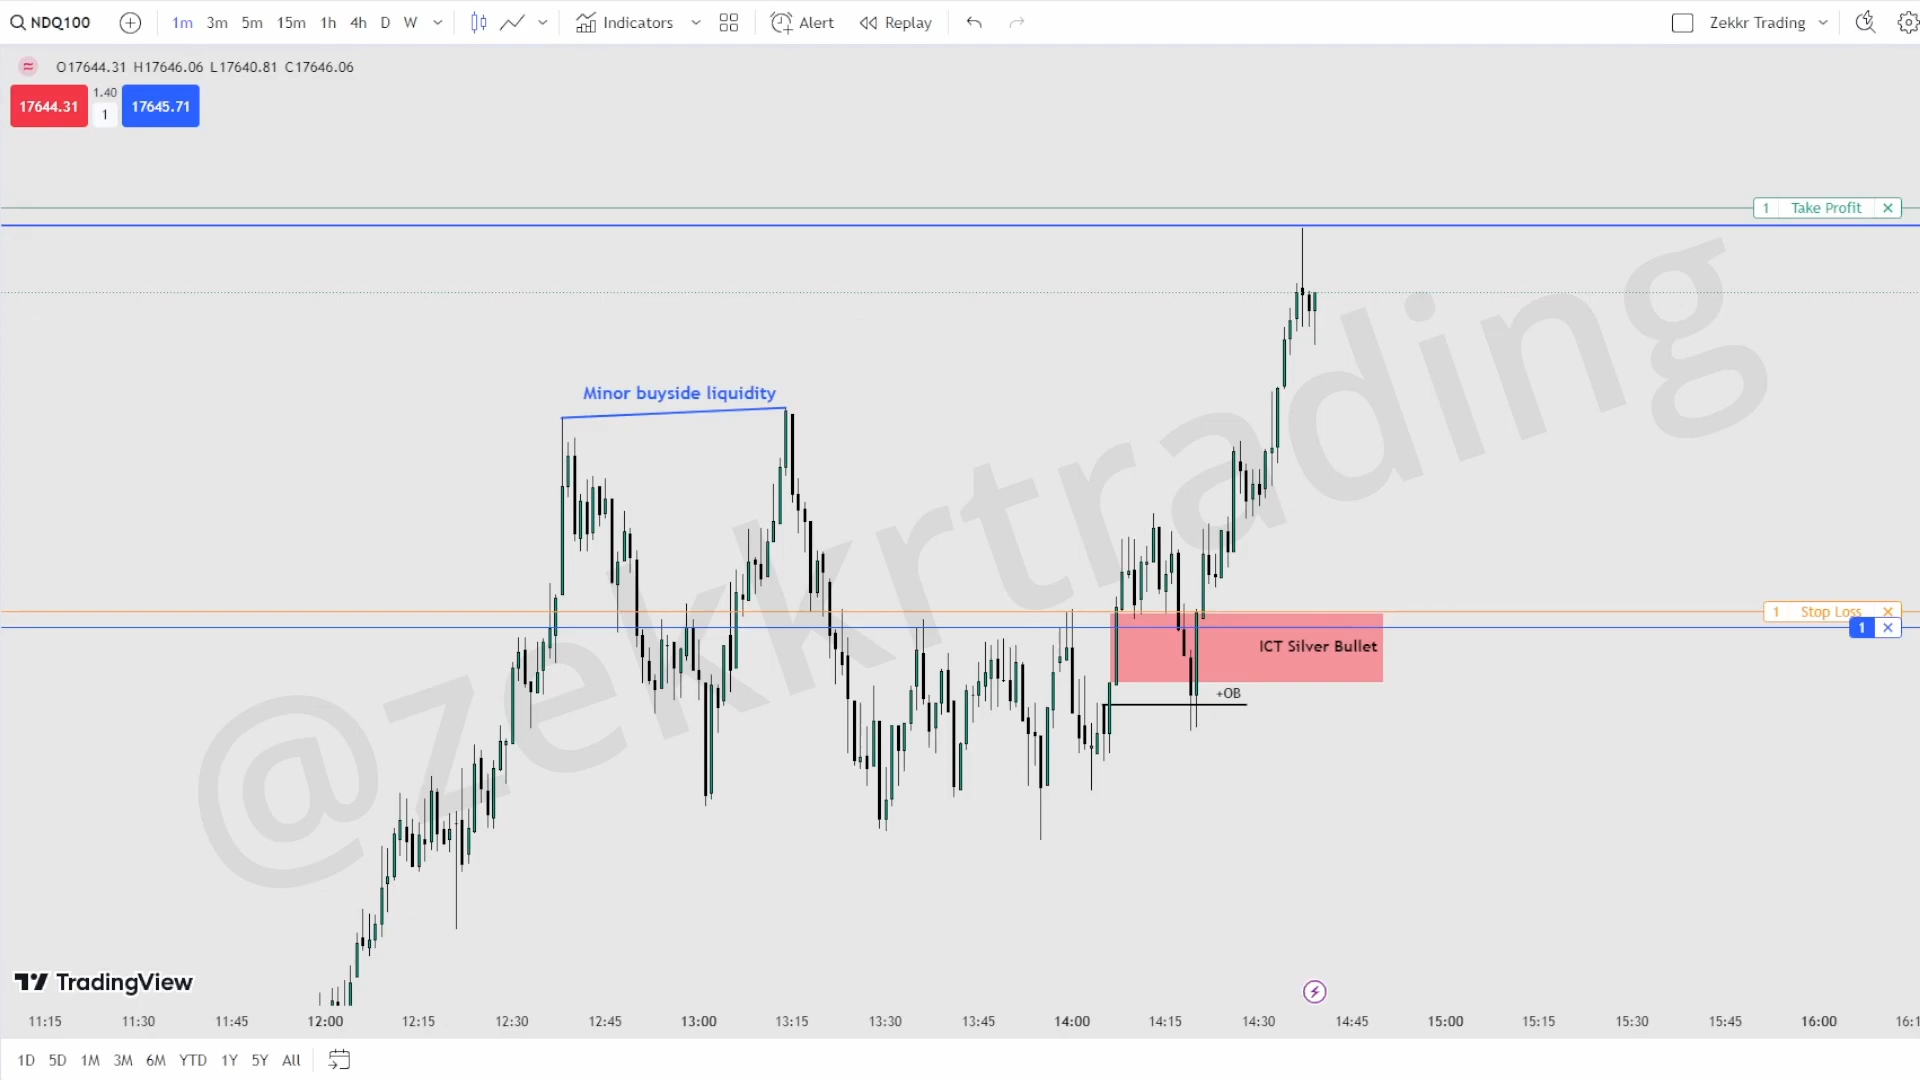 NDQ100 1m 3m 5m 15m 1h 4h D W Indicators Alert Replay Zekkr Trading
O17644.31 H17646.06 L17640.81 C17646.06
17644.31 1.40 1 17645.71
1 Take Profit
Minor buyside liquidity
1 Stop Loss
1
ICT Silver Bullet
+OB
@zekkrtrading
TradingView
11:15 11:30 11:45 12:00 12:15 12:30 12:45 13:00 13:15 13:30 13:45 14:00 14:15 14:30 14:45 15:00 15:15 15:30 15:45 16:00 16:1
1D 5D 1M 3M 6M YTD 1Y 5Y All